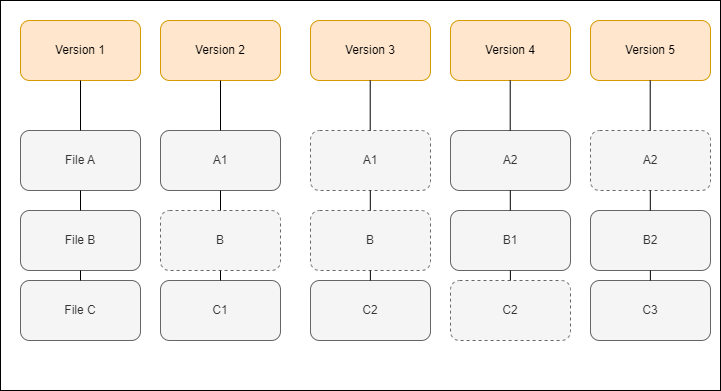 Version 1
Version 2
Version 3
Version 4
Version 5
File A
A1
A1
A2
A2
File B
B
B
B1
B2
File C
C1
C2
C2
C3